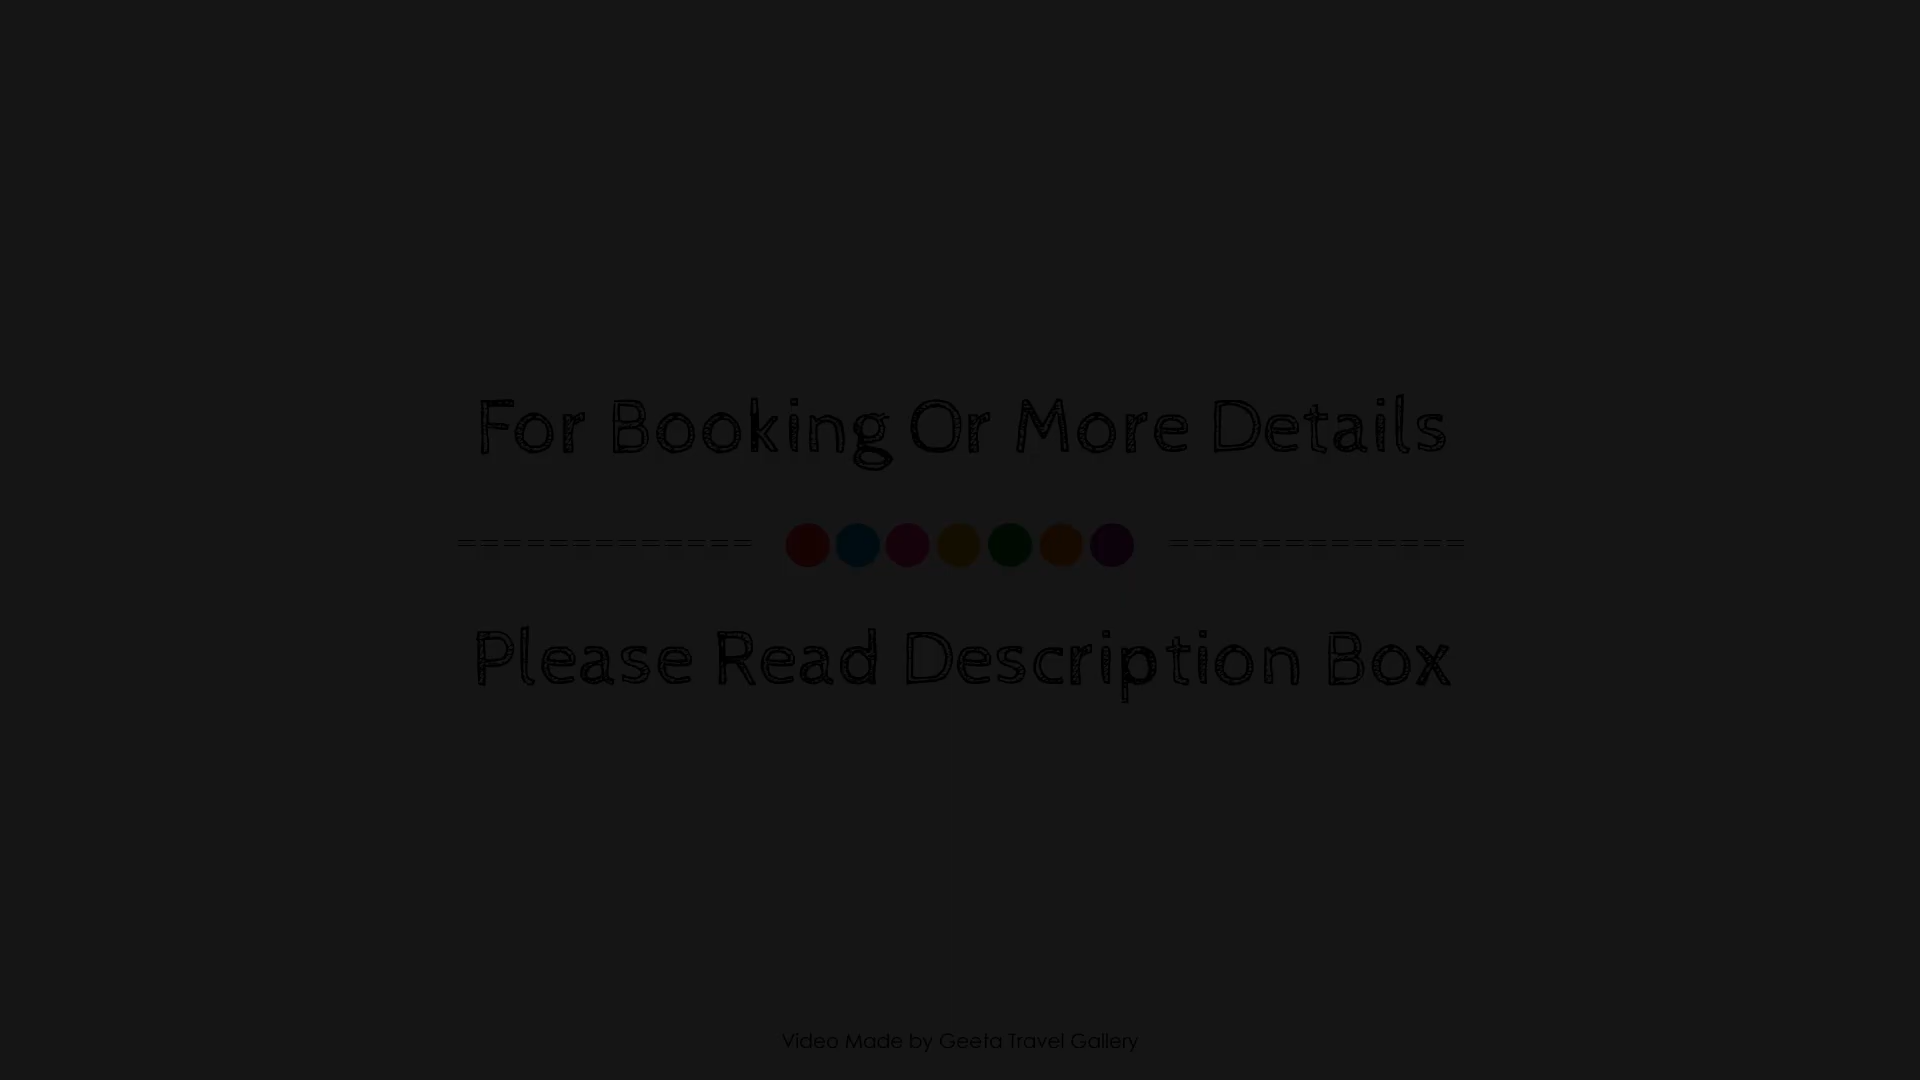 For Booking Or More Details
============= =============
Please Read Description Box
Video Made by Geeta Travel Gallery